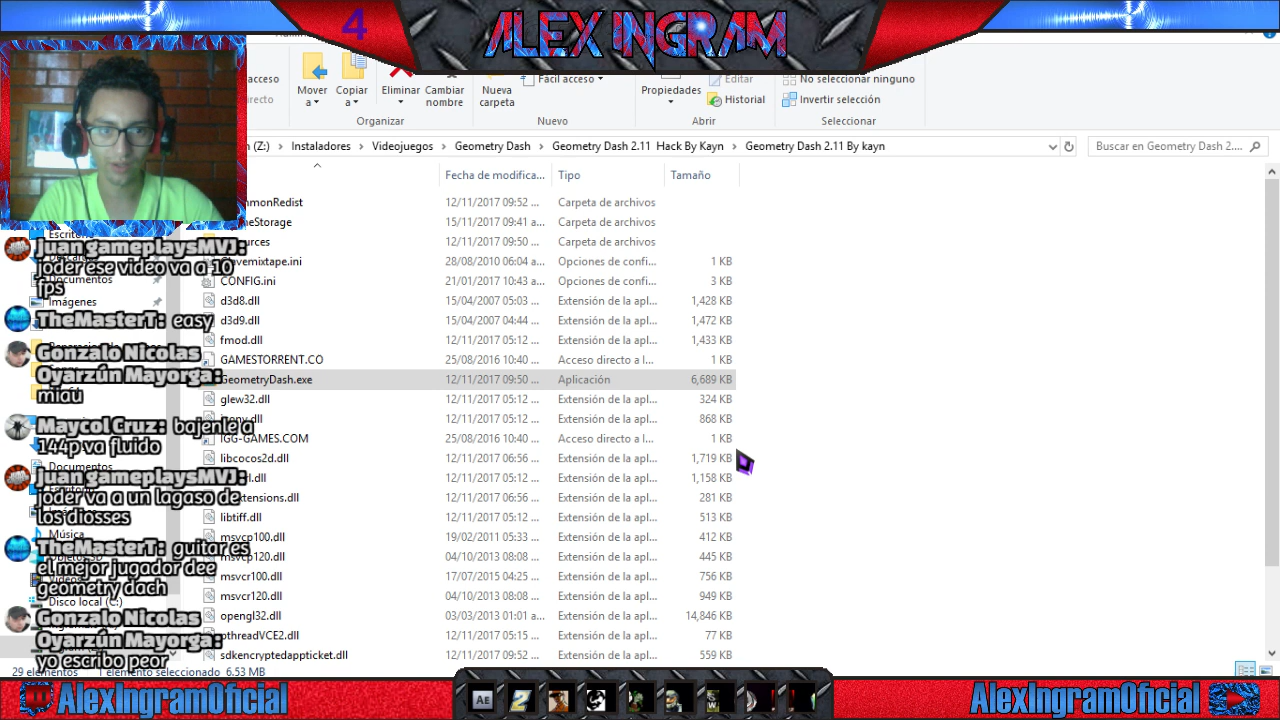 4
ALEX INGRAM
acceso
directo
Mover a
Copiar a
Eliminar
Cambiar nombre
Organizar
Nueva carpeta
Fácil acceso
Nuevo
Propiedades
Editar
Historial
Abrir
No seleccionar ninguno
Invertir selección
Seleccionar
(Z:) > Instaladores > Videojuegos > Geometry Dash > Geometry Dash 2.11 Hack By Kayn > Geometry Dash 2.11 By kayn
Buscar en Geometry Dash 2....
Fecha de modifica... Tipo Tamaño
mmonRedist 12/11/2017 09:52 ... Carpeta de archivos
eStorage 15/11/2017 09:41 a... Carpeta de archivos
urces 12/11/2017 09:50 ... Carpeta de archivos
avemixtape.ini 28/08/2010 06:04 a... Opciones de confi... 1 KB
CONFIG.ini 21/01/2017 10:43 a... Opciones de confi... 3 KB
d3d8.dll 15/04/2007 05:03 ... Extensión de la apl... 1,428 KB
d3d9.dll 15/04/2007 04:44 ... Extensión de la apl... 1,472 KB
fmod.dll 12/11/2017 05:12 ... Extensión de la apl... 1,433 KB
GAMESTORRENT.CO 25/08/2016 10:40 ... Acceso directo a l... 1 KB
GeometryDash.exe 12/11/2017 09:50 ... Aplicación 6,689 KB
glew32.dll 12/11/2017 05:12 ... Extensión de la apl... 324 KB
ony.dll 12/11/2017 05:12 ... Extensión de la apl... 868 KB
IGG-GAMES.COM 25/08/2016 10:40 ... Acceso directo a l... 1 KB
libcocos2d.dll 12/11/2017 06:56 ... Extensión de la apl... 1,719 KB
rl.dll 12/11/2017 05:12 ... Extensión de la apl... 1,158 KB
xtensions.dll 12/11/2017 06:56 ... Extensión de la apl... 281 KB
libtiff.dll 12/11/2017 05:12 ... Extensión de la apl... 513 KB
msvcp100.dll 19/02/2011 05:33 ... Extensión de la apl... 412 KB
msvcp120.dll 04/10/2013 08:08 ... Extensión de la apl... 445 KB
msvcr100.dll 17/07/2015 04:25 ... Extensión de la apl... 756 KB
msvcr120.dll 04/10/2013 08:08 ... Extensión de la apl... 949 KB
opengl32.dll 03/03/2013 01:01 a... Extensión de la apl... 14,846 KB
pthreadVCE2.dll 12/11/2017 05:15 ... Extensión de la apl... 77 KB
sdkencryptedappticket.dll 12/11/2017 09:52 ... Extensión de la apl... 559 KB
Escrito
Documentos
Imágenes
Documentos
Música
Disco local (C:)
juan gameplaysMVJ:
joder ese video va a 10
fps
TheMasterT: easy
Gonzalo Nicolas
Oyarzún Mayorga:
miau
Maycol Cruz: bajenle a
144p va fluido
juan gameplaysMVJ:
joder va a un lagaso de
los diosses
TheMasterT: guitar es
el mejor jugador dee
geometry dach
Gonzalo Nicolas
Oyarzún Mayorga:
yo escribo peor
29 elementos 1 elemento seleccionado 6.53 MB
AlexIngramOficial
AE
2
W
AlexIngramOficial